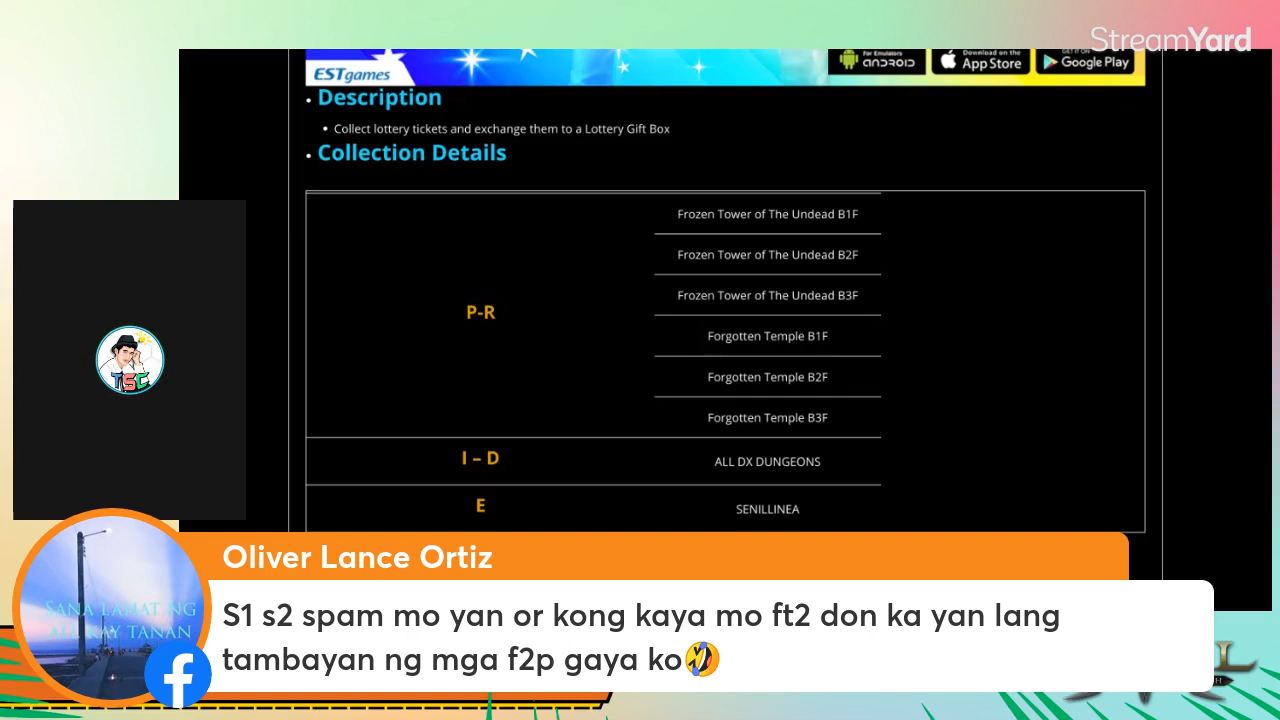 StreamYard
ESTgames
For Emulators
ANDROID
Download on the
App Store
GET IT ON
Google Play
Description
Collect lottery tickets and exchange them to a Lottery Gift Box
Collection Details
Frozen Tower of The Undead B1F
Frozen Tower of The Undead B2F
Frozen Tower of The Undead B3F
P-R
Forgotten Temple B1F
Forgotten Temple B2F
Forgotten Temple B3F
I – D
ALL DX DUNGEONS
E
SENILLINEA
TSC
Oliver Lance Ortiz
S1 s2 spam mo yan or kong kaya mo ft2 don ka yan lang
tambayan ng mga f2p gaya ko🤣
SANA LAHAT NG